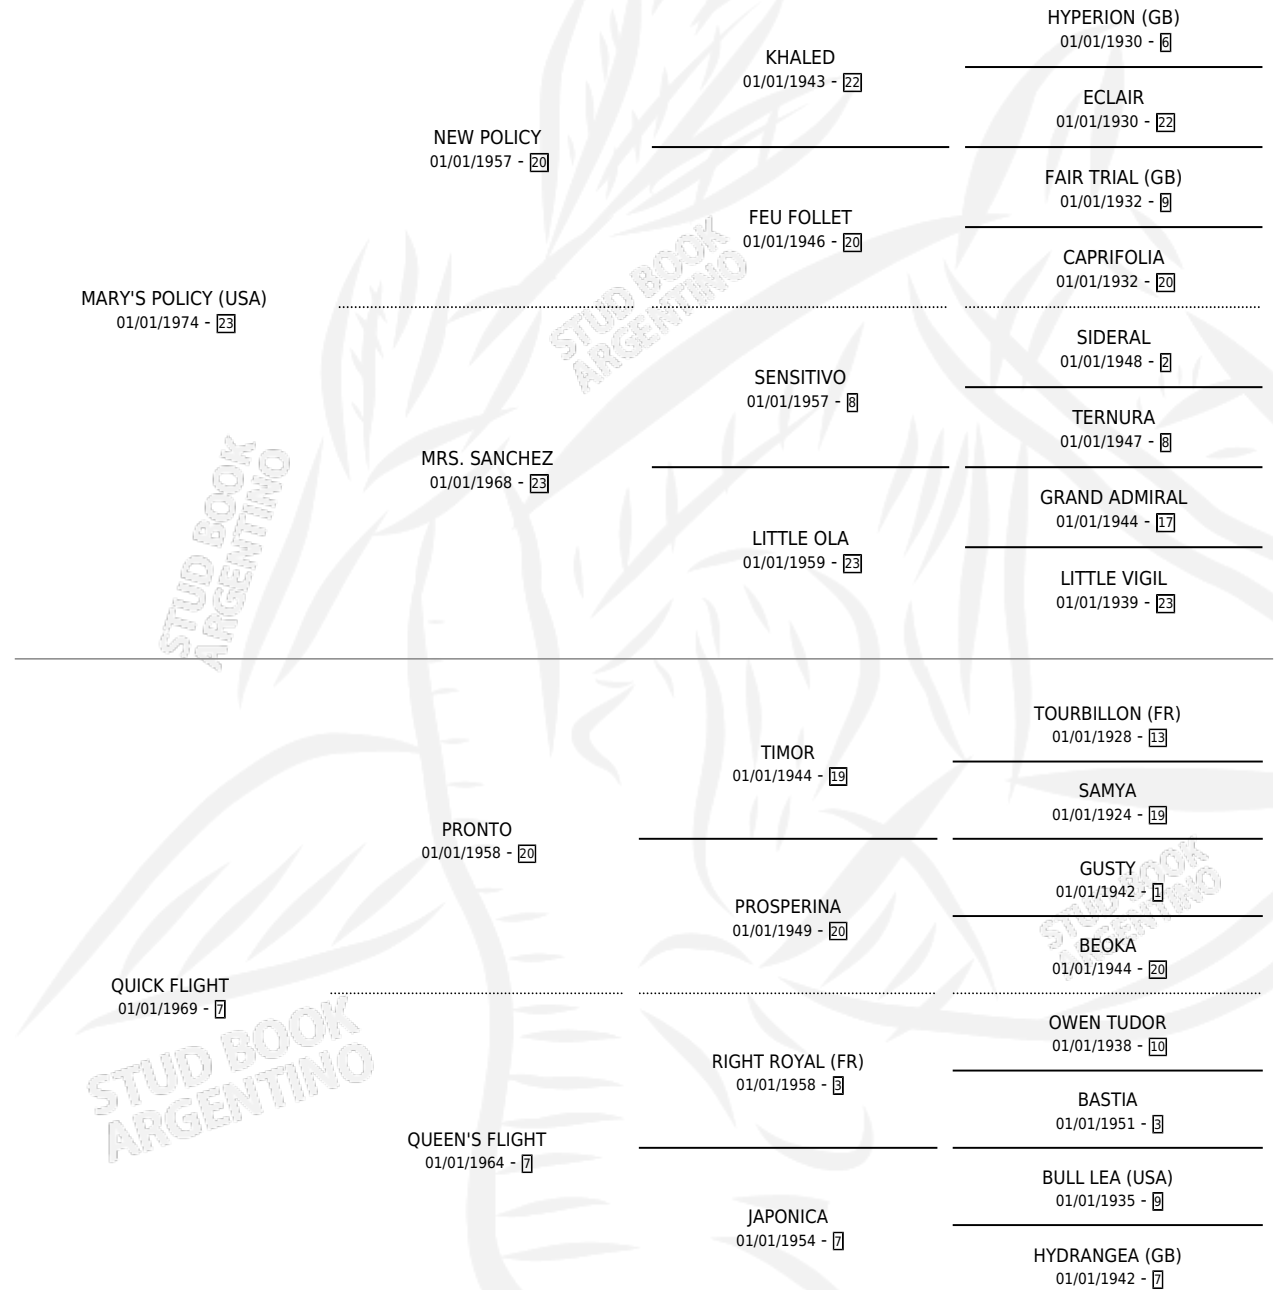 HYPERION (GB)
01/01/1930 - 6
KHALED
01/01/1943 - 22
ECLAIR
01/01/1930 - 22
NEW POLICY
01/01/1957 - 20
FAIR TRIAL (GB)
01/01/1932 - 9
FEU FOLLET
01/01/1946 - 20
CAPRIFOLIA
01/01/1932 - 20
MARY'S POLICY (USA)
01/01/1974 - 23
SIDERAL
01/01/1948 - 2
SENSITIVO
01/01/1957 - 8
TERNURA
01/01/1947 - 8
MRS. SANCHEZ
01/01/1968 - 23
GRAND ADMIRAL
01/01/1944 - 17
LITTLE OLA
01/01/1959 - 23
LITTLE VIGIL
01/01/1939 - 23
STUD BOOK
ARGENTINO
STUD BOOK
ARGENTINO
TOURBILLON (FR)
01/01/1928 - 13
TIMOR
01/01/1944 - 19
SAMYA
01/01/1924 - 19
PRONTO
01/01/1958 - 20
GUSTY
01/01/1942 - 1
PROSPERINA
01/01/1949 - 20
BEOKA
01/01/1944 - 20
QUICK FLIGHT
01/01/1969 - 7
OWEN TUDOR
01/01/1938 - 10
RIGHT ROYAL (FR)
01/01/1958 - 3
BASTIA
01/01/1951 - 3
QUEEN'S FLIGHT
01/01/1964 - 7
BULL LEA (USA)
01/01/1935 - 9
JAPONICA
01/01/1954 - 7
HYDRANGEA (GB)
01/01/1942 - 7
STUD BOOK
ARGENTINO
STUD BOOK
ARGENTINO